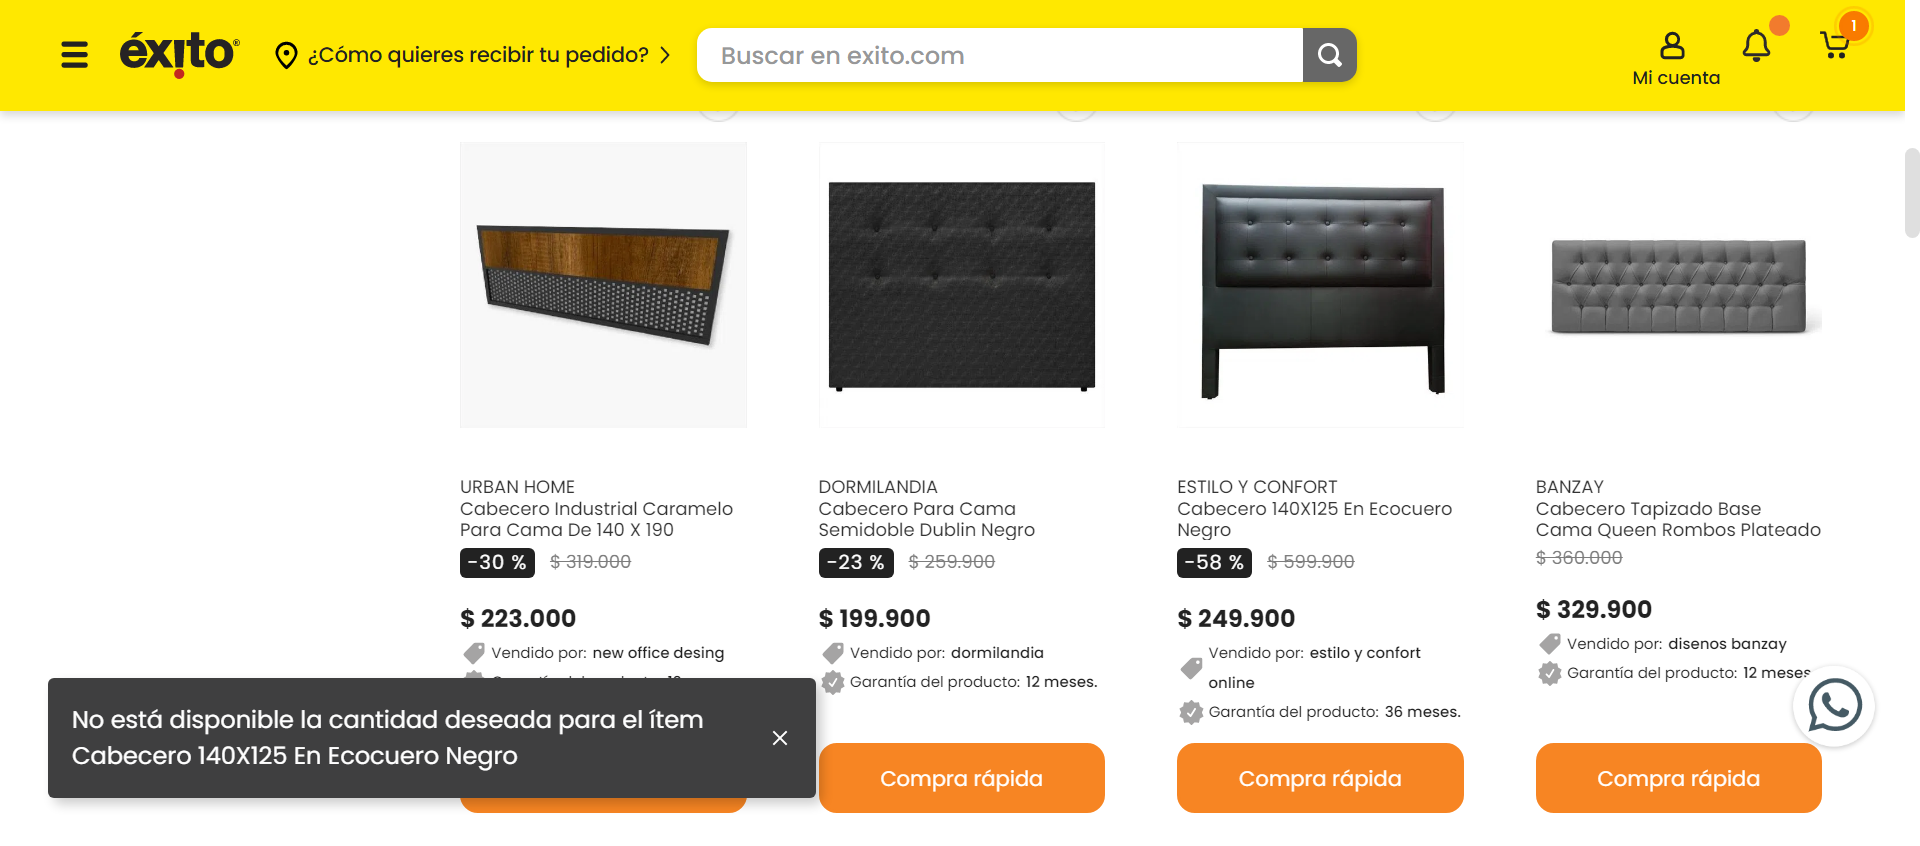 éxito®
¿Cómo quieres recibir tu pedido?
Buscar en exito.com
Mi cuenta
1
URBAN HOME
Cabecero Industrial Caramelo
Para Cama De 140 X 190
-30 % $ 319.000
$ 223.000
Vendido por: new office desing
DORMILANDIA
Cabecero Para Cama
Semidoble Dublin Negro
-23 % $ 259.900
$ 199.900
Vendido por: dormilandia
Garantía del producto: 12 meses.
Compra rápida
ESTILO Y CONFORT
Cabecero 140X125 En Ecocuero
Negro
-58 % $ 599.900
$ 249.900
Vendido por: estilo y confort
online
Garantía del producto: 36 meses.
Compra rápida
BANZAY
Cabecero Tapizado Base
Cama Queen Rombos Plateado
$ 360.000
$ 329.900
Vendido por: disenos banzay
Garantía del producto: 12 meses
Compra rápida
No está disponible la cantidad deseada para el ítem
Cabecero 140X125 En Ecocuero Negro